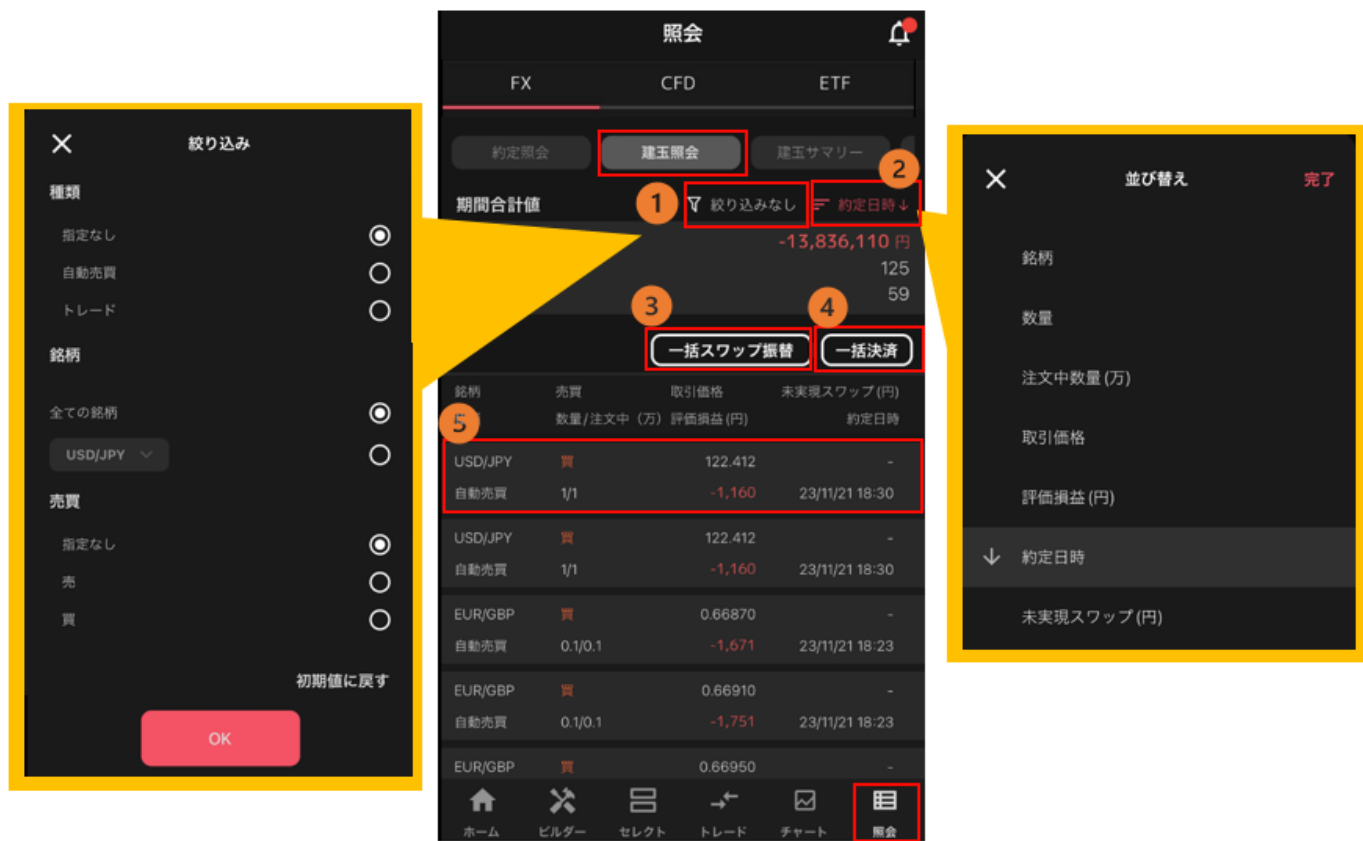 絞り込み
種類
指定なし
自動売買
トレード
銘柄
全ての銘柄
USD/JPY
売買
指定なし
売
買
初期値に戻す
OK
照会
FX CFD ETF
約定照会 建玉照会 建玉サマリー
2
期間合計値 1 絞り込みなし 約定日時↓
-13,836,110 円
125
59
3 4
一括スワップ振替 一括決済
銘柄 売買 取引価格 未実現スワップ(円)
5 数量/注文中(万) 評価損益(円) 約定日時
USD/JPY 買 122.412 -
自動売買 1/1 -1,160 23/11/21 18:30
USD/JPY 買 122.412 -
自動売買 1/1 -1,160 23/11/21 18:30
EUR/GBP 買 0.66870 -
自動売買 0.1/0.1 -1,671 23/11/21 18:23
EUR/GBP 買 0.66910 -
自動売買 0.1/0.1 -1,751 23/11/21 18:23
EUR/GBP 買 0.66950 -
ホーム ビルダー セレクト トレード チャート 照会
並び替え 完了
銘柄
数量
注文中数量(万)
取引価格
評価損益(円)
↓ 約定日時
未実現スワップ(円)